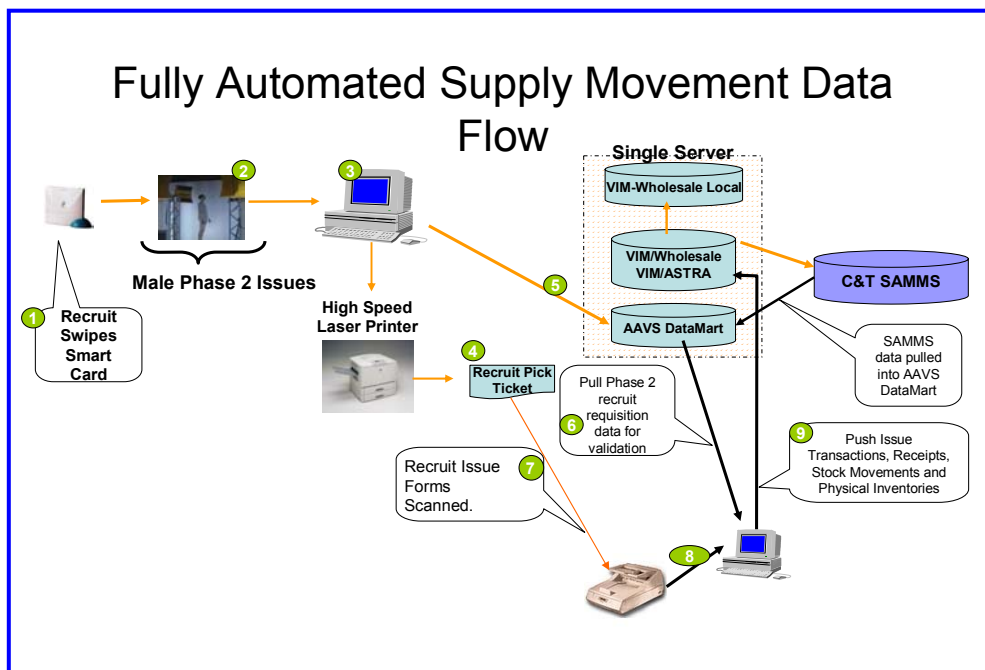 Fully Automated Supply Movement Data
Flow
Single Server
VIM-Wholesale Local
2
3
VIM/Wholesale
VIM/ASTRA
C&T SAMMS
Male Phase 2 Issues
5
High Speed
Laser Printer
AAVS DataMart
1
Recruit
Swipes
Smart
Card
4
Recruit Pick
Ticket
SAMMS
data pulled
into AAVS
DataMart
6
Pull Phase 2
recruit
requisition
data for
validation
9
Push Issue
Transactions, Receipts,
Stock Movements and
Physical Inventories
7
Recruit Issue
Forms
Scanned.
8